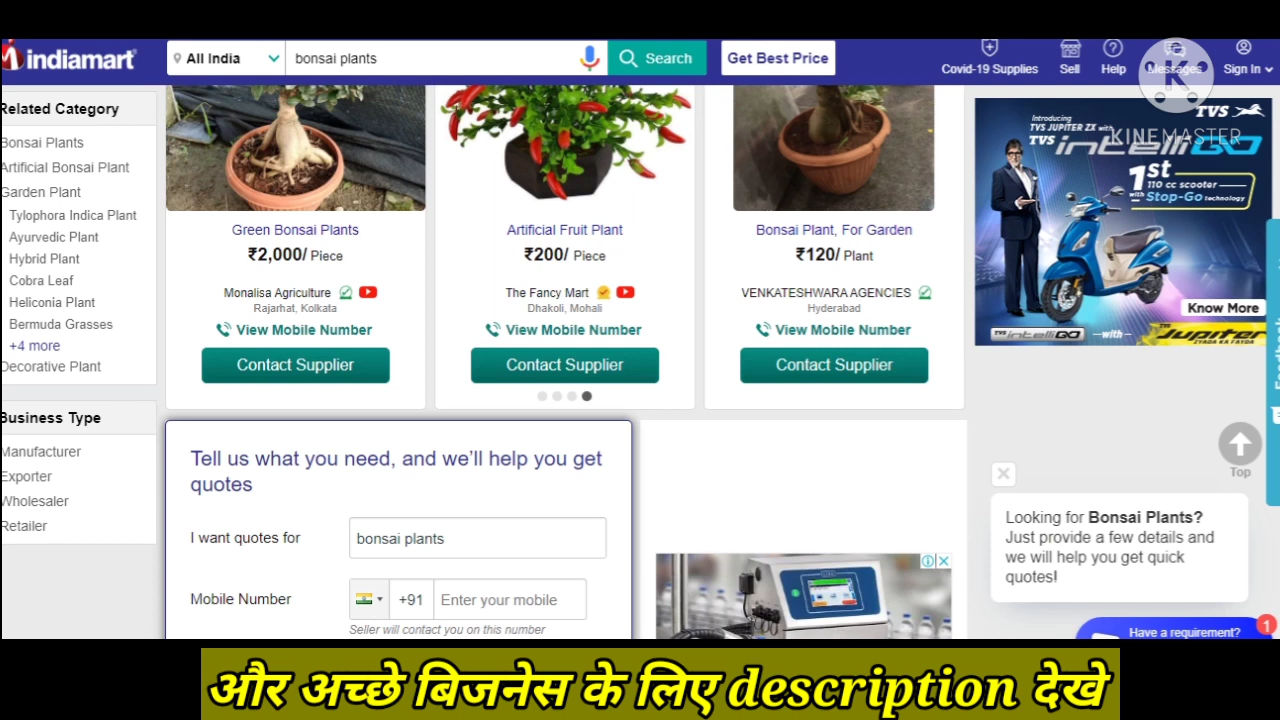 indiamart
All India
bonsai plants
Search
Get Best Price
Covid-19 Supplies
Sell
Help
Messages
Sign In
K
KINEMASTER
Related Category
Bonsai Plants
Artificial Bonsai Plant
Garden Plant
Tylophora Indica Plant
Ayurvedic Plant
Hybrid Plant
Cobra Leaf
Heliconia Plant
Bermuda Grasses
+4 more
Decorative Plant
Business Type
Manufacturer
Exporter
Wholesaler
Retailer
Green Bonsai Plants
₹2,000/ Piece
Monalisa Agriculture
Rajarhat, Kolkata
View Mobile Number
Contact Supplier
Artificial Fruit Plant
₹200/ Piece
The Fancy Mart
Dhakoli, Mohali
View Mobile Number
Contact Supplier
Bonsai Plant, For Garden
₹120/ Plant
VENKATESHWARA AGENCIES
Hyderabad
View Mobile Number
Contact Supplier
TVS
Introducing
TVS JUPITER ZX with
TVS intelliGO
1st
110 cc scooter
with Stop-Go technology
Know More
TVS intelliGO with TVS Jupiter
ZYADA KA FAYDA
Tell us what you need, and we'll help you get
quotes
I want quotes for
bonsai plants
Mobile Number
+91
Enter your mobile
Seller will contact you on this number
Top
Looking for Bonsai Plants?
Just provide a few details and
we will help you get quick
quotes!
1
Have a requirement?
और अच्छे बिजनेस के लिए description देखे